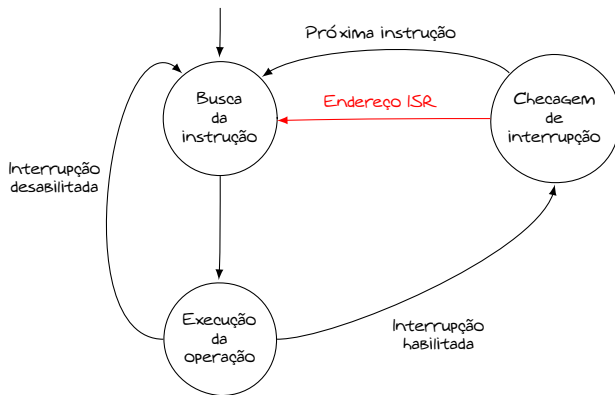 Próxima instrução
Busca
da
instrução
Endereço ISR
Checagem
de
interrupção
Interrupção
desabilitada
Execução
da
operação
Interrupção
habilitada